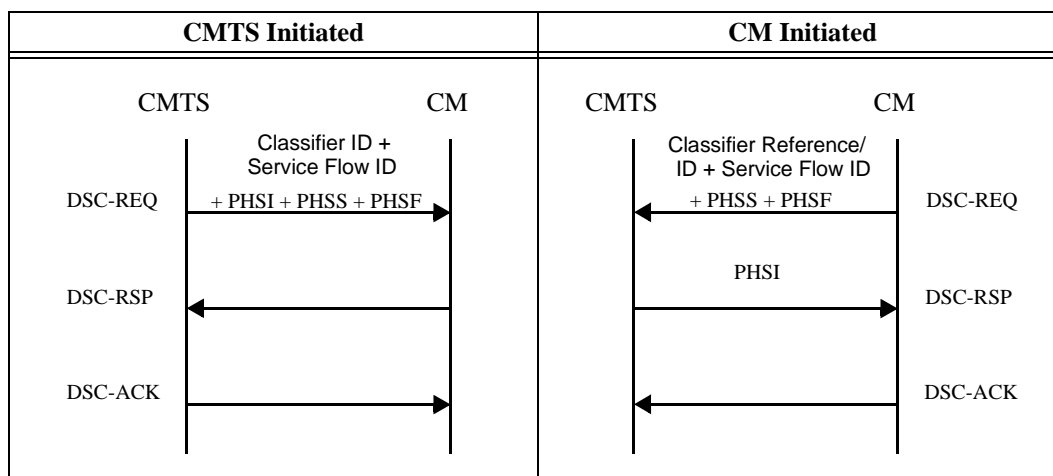 CMTS Initiated
CM Initiated
CMTS
CM
Classifier ID +
Service Flow ID
DSC-REQ
+ PHSI + PHSS + PHSF
DSC-RSP
DSC-ACK
CMTS
CM
Classifier Reference/
ID + Service Flow ID
+ PHSS + PHSF
DSC-REQ
PHSI
DSC-RSP
DSC-ACK